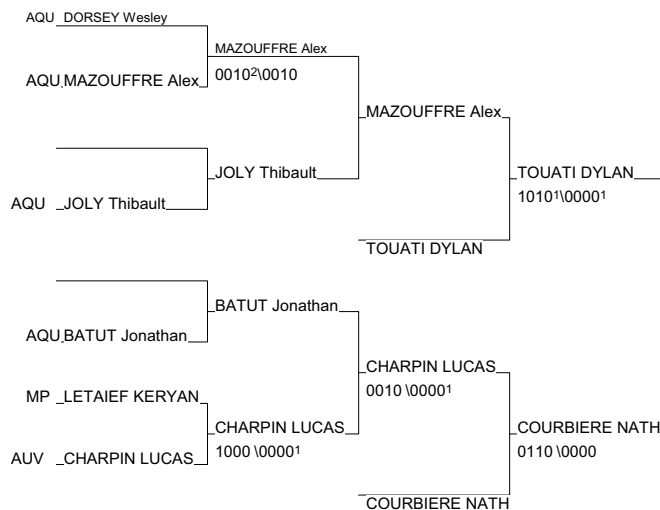 AQU DORSEY Wesley
MAZOUFFRE Alex
0010²\0010
AQU MAZOUFFRE Alex
MAZOUFFRE Alex
JOLY Thibault
TOUATI DYLAN
1010¹\0000¹
AQU JOLY Thibault
TOUATI DYLAN
BATUT Jonathan
AQU BATUT Jonathan
CHARPIN LUCAS
0010 \0000¹
MP LETAIEF KERYAN
CHARPIN LUCAS
1000 \0000¹
COURBIERE NATH
0110 \0000
AUV CHARPIN LUCAS
COURBIERE NATH